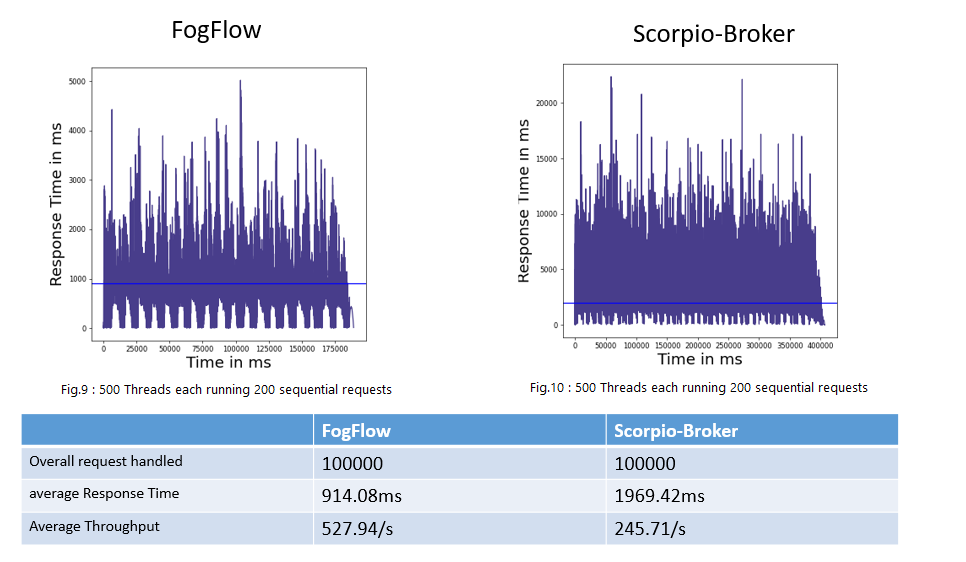 FogFlow
Scorpio-Broker
5000
4000
3000
2000
1000
0
Response Time in ms
0 25000 50000 75000 100000 125000 150000 175000
Time in ms
20000
15000
10000
5000
0
Response Time in ms
0 50000 100000 150000 200000 250000 300000 350000 400000
Time in ms
Fig.9 : 500 Threads each running 200 sequential requests
Fig.10 : 500 Threads each running 200 sequential requests
FogFlow Scorpio-Broker
Overall request handled 100000 100000
average Response Time 914.08ms 1969.42ms
Average Throughput 527.94/s 245.71/s